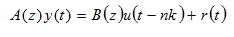 A(z)y(t) = B(z)u(t − nk) + r(t)